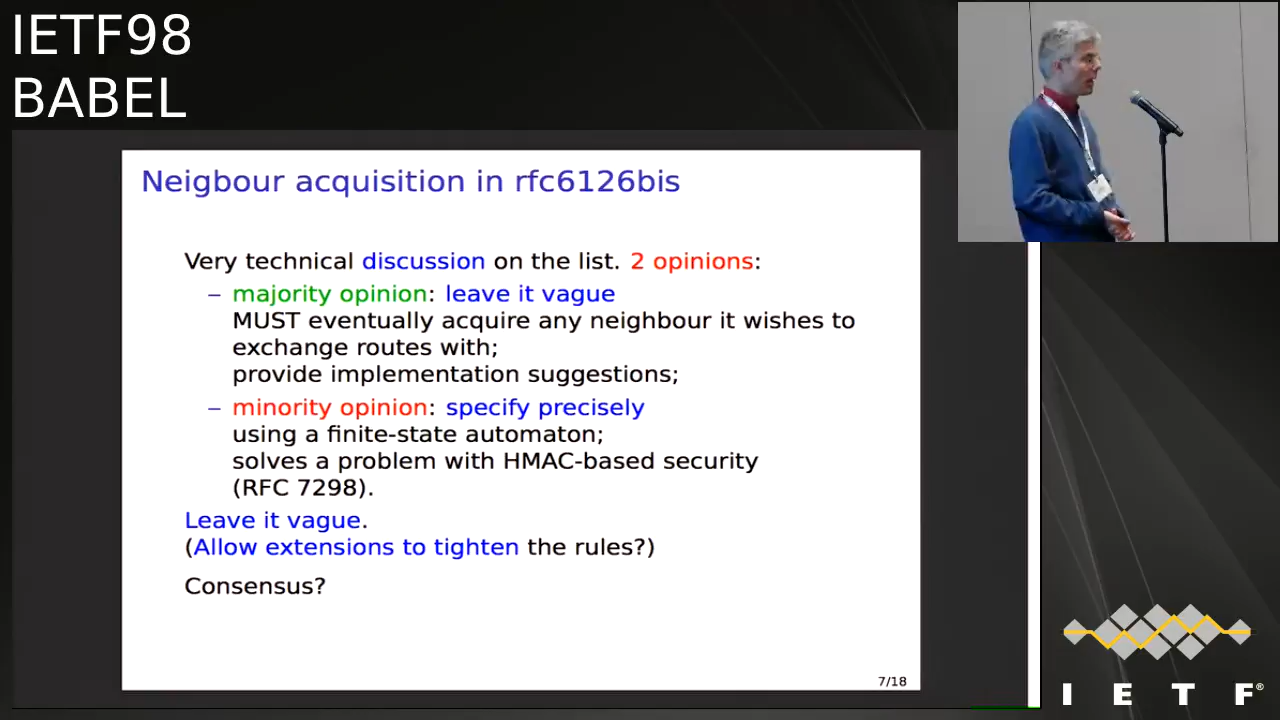 IETF98
BABEL
Neigbour acquisition in rfc6126bis
Very technical discussion on the list. 2 opinions:
– majority opinion: leave it vague
MUST eventually acquire any neighbour it wishes to
exchange routes with;
provide implementation suggestions;
– minority opinion: specify precisely
using a finite-state automaton;
solves a problem with HMAC-based security
(RFC 7298).
Leave it vague.
(Allow extensions to tighten the rules?)
Consensus?
7/18
I E T F®